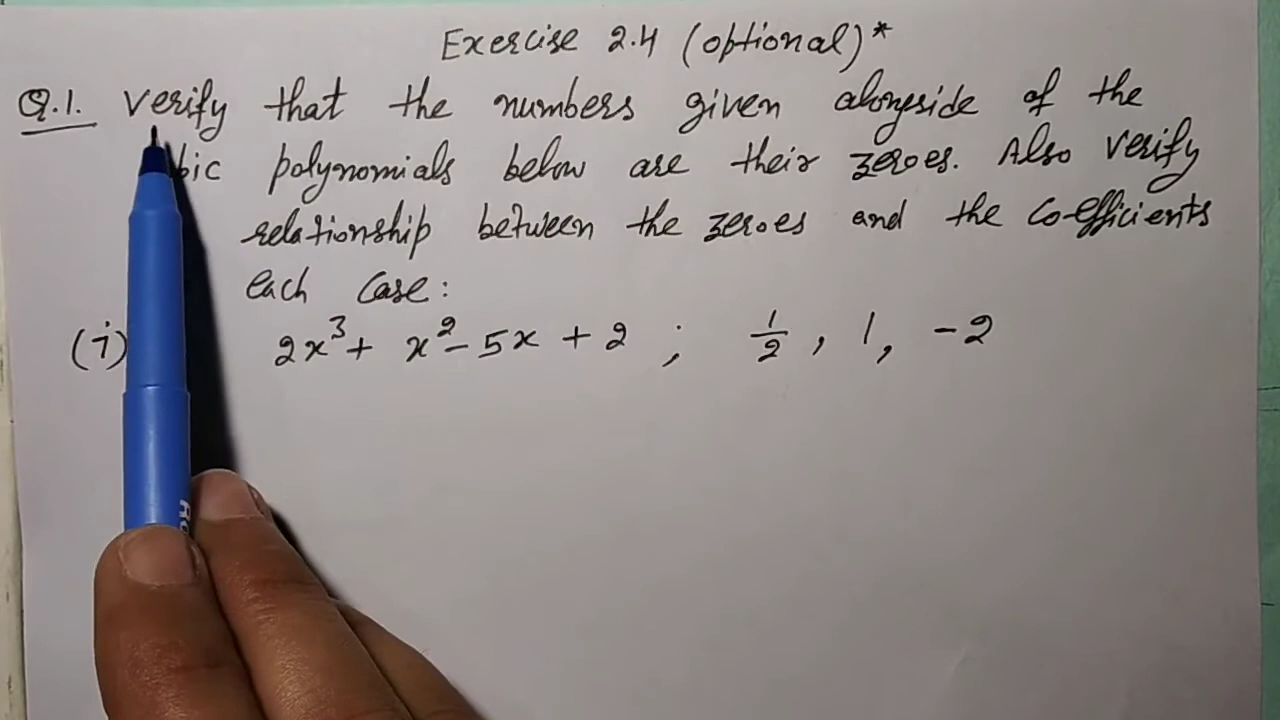 Exercise 2.4 (optional)*
Q.1. Verify that the numbers given alongside of the
bic polynomials below are their zeroes. Also verify
relationship between the zeroes and the co-efficients
each case:
(i) 2x³ + x² - 5x + 2 ; 1/2, 1, -2